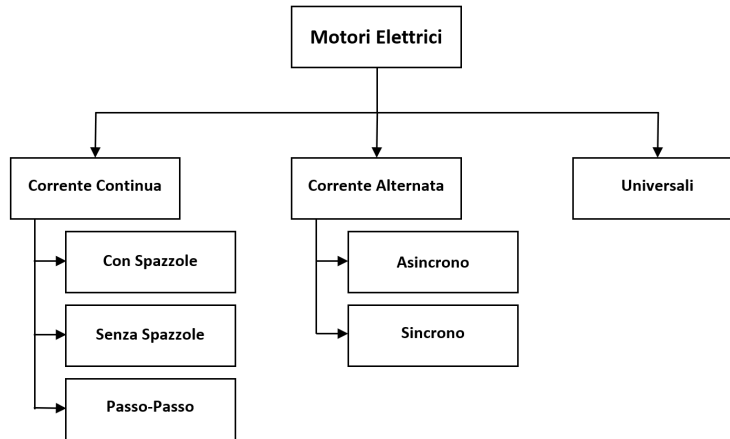 Motori Elettrici
Corrente Continua
Corrente Alternata
Universali
Con Spazzole
Asincrono
Senza Spazzole
Sincrono
Passo-Passo